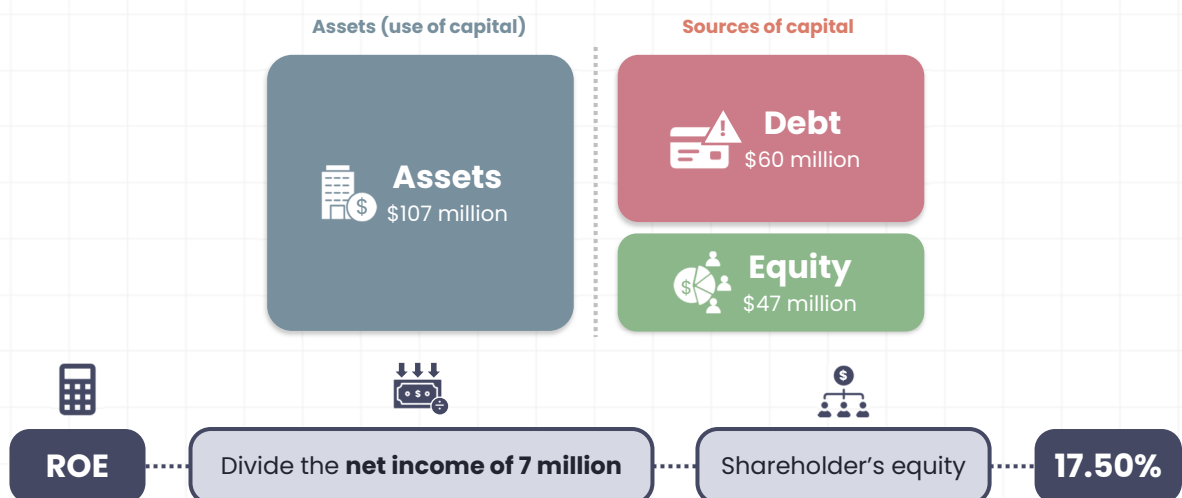 Assets (use of capital)
Sources of capital
Assets
$107 million
$
Debt
$60 million
!
Equity
$47 million
$
$
÷
$
ROE
Divide the net income of 7 million
Shareholder’s equity
17.50%